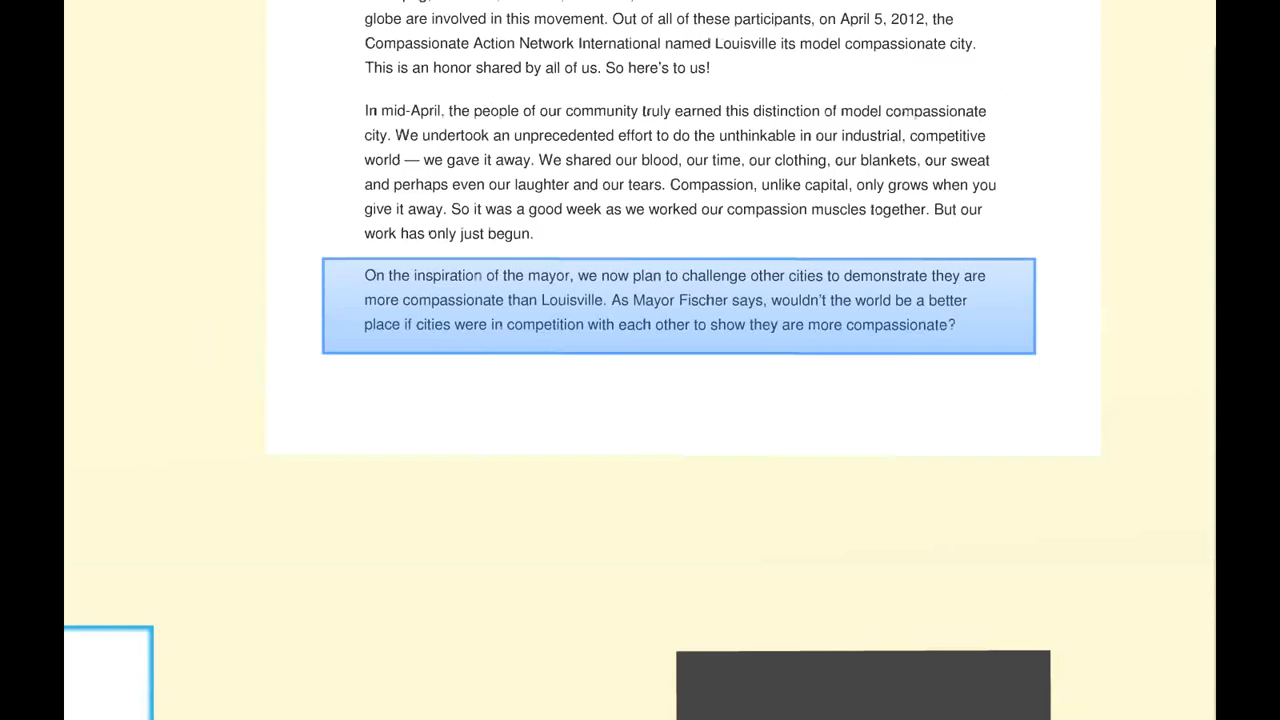 globe are involved in this movement. Out of all of these participants, on April 5, 2012, the
Compassionate Action Network International named Louisville its model compassionate city.
This is an honor shared by all of us. So here's to us!
In mid-April, the people of our community truly earned this distinction of model compassionate
city. We undertook an unprecedented effort to do the unthinkable in our industrial, competitive
world — we gave it away. We shared our blood, our time, our clothing, our blankets, our sweat
and perhaps even our laughter and our tears. Compassion, unlike capital, only grows when you
give it away. So it was a good week as we worked our compassion muscles together. But our
work has only just begun.
On the inspiration of the mayor, we now plan to challenge other cities to demonstrate they are
more compassionate than Louisville. As Mayor Fischer says, wouldn't the world be a better
place if cities were in competition with each other to show they are more compassionate?